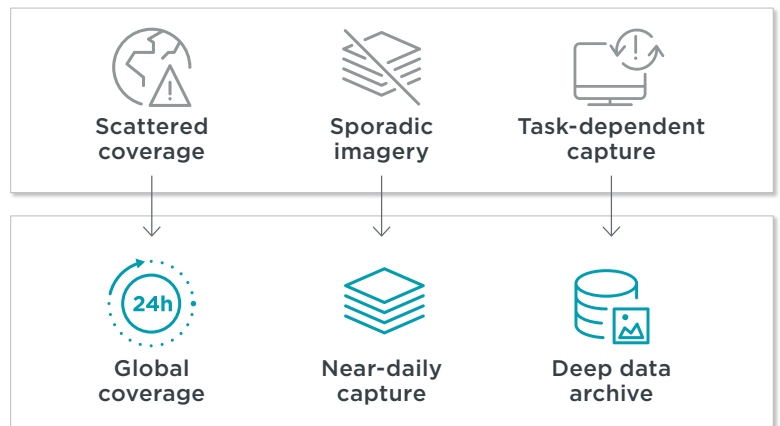 Scattered
coverage
Sporadic
imagery
Task-dependent
capture
24h
Global
coverage
Near-daily
capture
Deep data
archive